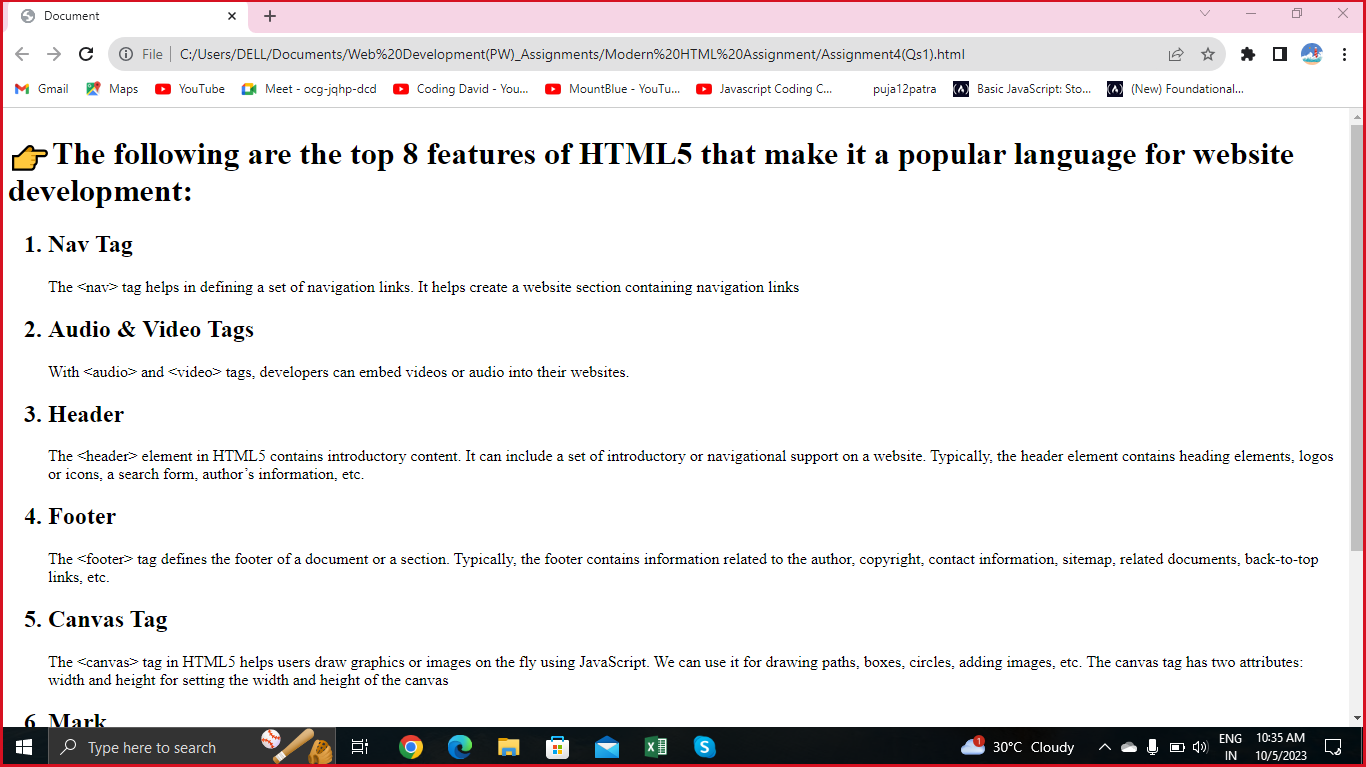 Document
File
C:/Users/DELL/Documents/Web%20Development(PW)_Assignments/Modern%20HTML%20Assignment/Assignment4(Qs1).html
Gmail Maps YouTube Meet - ocg-jqhp-dcd Coding David - You... MountBlue - YouTu... Javascript Coding C... puja12patra Basic JavaScript: Sto... (New) Foundational...
👉The following are the top 8 features of HTML5 that make it a popular language for website
development:
1. Nav Tag
The <nav> tag helps in defining a set of navigation links. It helps create a website section containing navigation links
2. Audio & Video Tags
With <audio> and <video> tags, developers can embed videos or audio into their websites.
3. Header
The <header> element in HTML5 contains introductory content. It can include a set of introductory or navigational support on a website. Typically, the header element contains heading elements, logos
or icons, a search form, author’s information, etc.
4. Footer
The <footer> tag defines the footer of a document or a section. Typically, the footer contains information related to the author, copyright, contact information, sitemap, related documents, back-to-top
links, etc.
5. Canvas Tag
The <canvas> tag in HTML5 helps users draw graphics or images on the fly using JavaScript. We can use it for drawing paths, boxes, circles, adding images, etc. The canvas tag has two attributes:
width and height for setting the width and height of the canvas
6. Mark
Type here to search
1
30°C Cloudy
ENG
IN
10:35 AM
10/5/2023